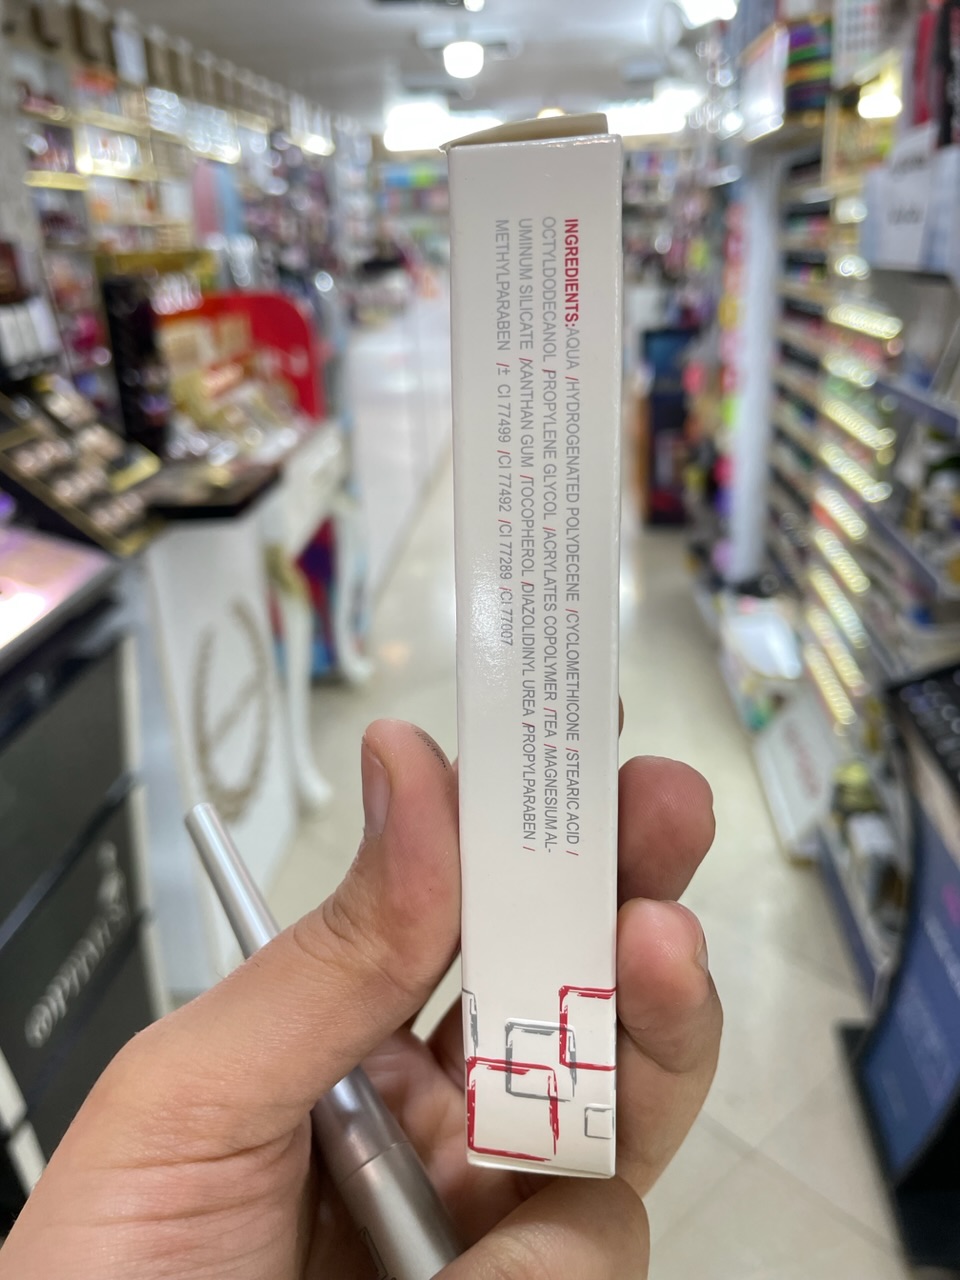 INGREDIENTS:AQUA /HYDROGENATED POLYDECENE /CYCLOMETHICONE /STEARIC ACID /
OCTYLDODECANOL /PROPYLENE GLYCOL /ACRYLATES COPOLYMER /TEA /MAGNESIUM AL-
UMINUM SILICATE /XANTHAN GUM /TOCOPHEROL /DIAZOLIDINYL UREA /PROPYLPARABEN /
METHYLPARABEN /± CI 77499 /CI 77492 /CI 77289 /CI 77007